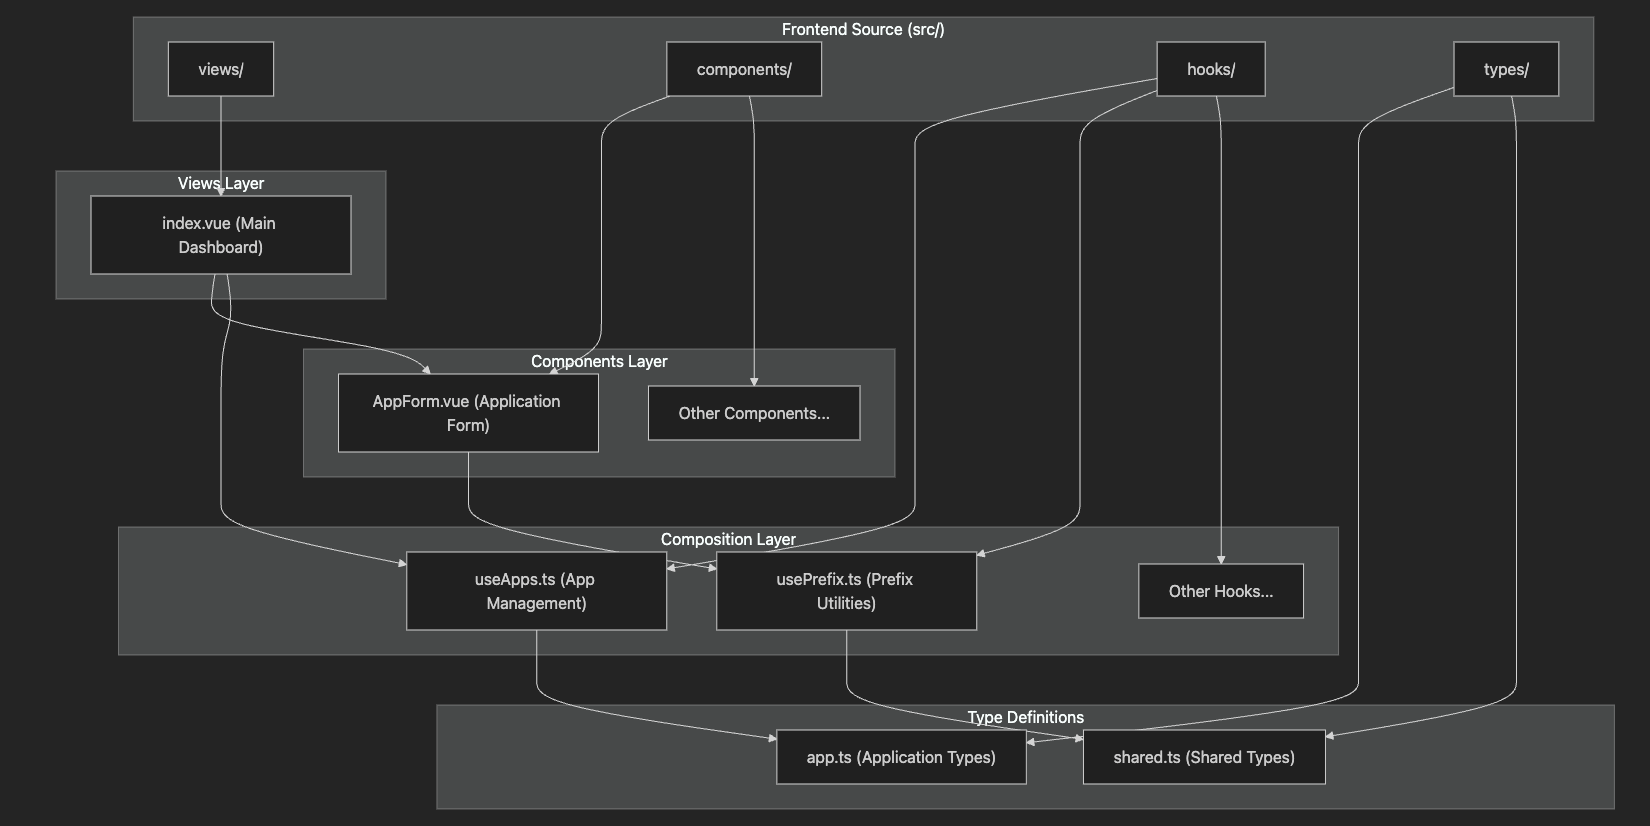 Frontend Source (src/)
views/
components/
hooks/
types/
Views Layer
index.vue (Main
Dashboard)
Components Layer
AppForm.vue (Application
Form)
Other Components...
Composition Layer
useApps.ts (App
Management)
usePrefix.ts (Prefix
Utilities)
Other Hooks...
Type Definitions
app.ts (Application Types)
shared.ts (Shared Types)